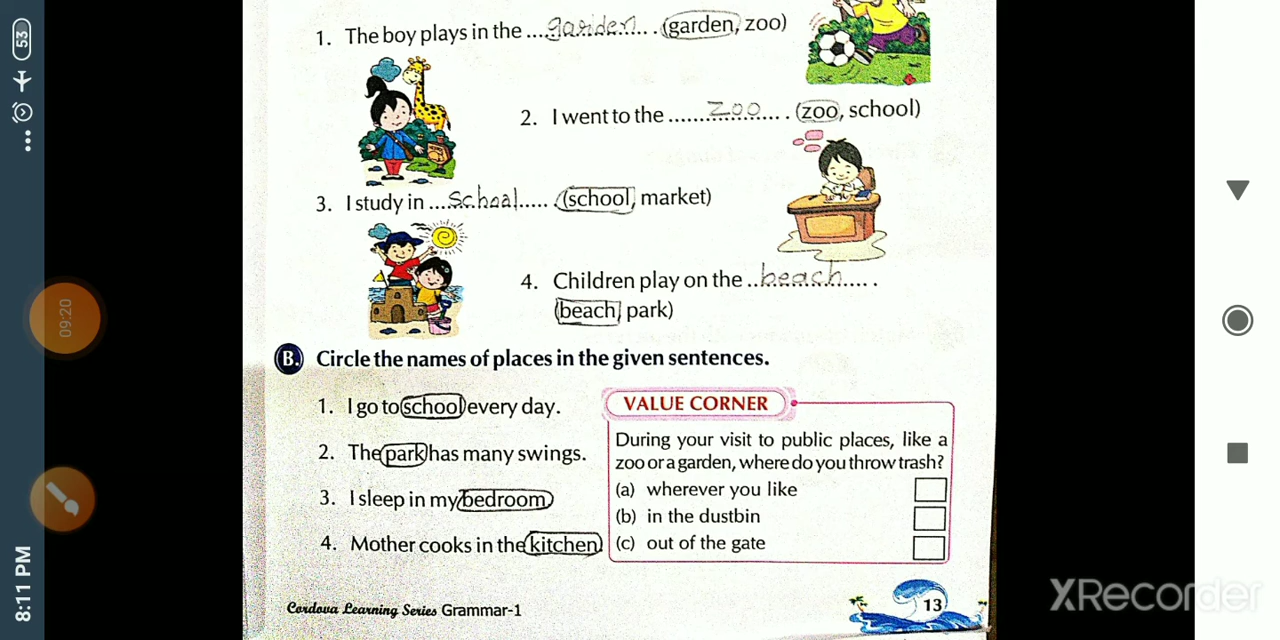 53
8:11 PM
09:20
1. The boy plays in the ....garden.... . (garden, zoo)
2. I went to the ......zoo...... . (zoo, school)
3. I study in ...school..... . (school, market)
4. Children play on the ..beach..... .
(beach, park)
B. Circle the names of places in the given sentences.
1. I go to school every day.
2. The park has many swings.
3. I sleep in my bedroom
4. Mother cooks in the kitchen.
VALUE CORNER
During your visit to public places, like a
zoo or a garden, where do you throw trash?
(a) wherever you like
(b) in the dustbin
(c) out of the gate
Cordova Learning Series Grammar-1
13
XRecorder